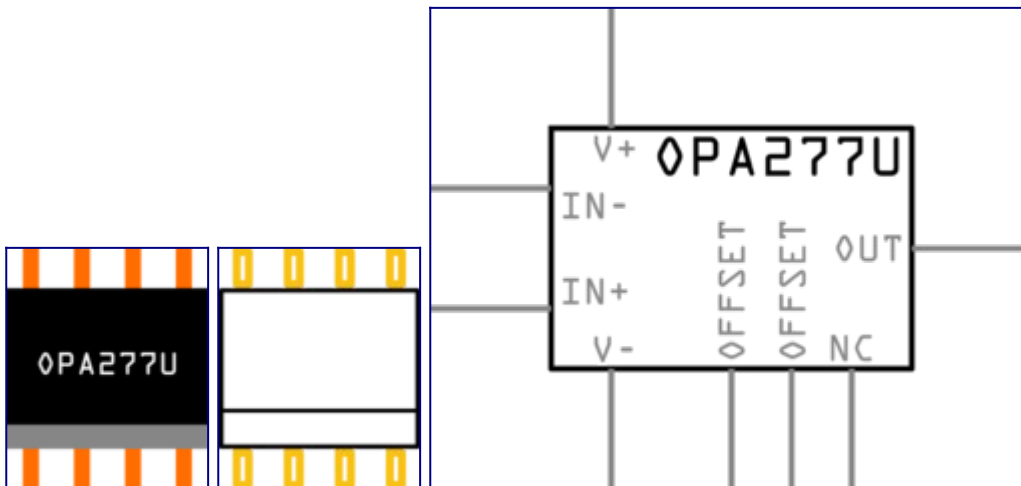 OPA277U
V+
OPA277U
IN-
OFFSET
OFFSET
OUT
IN+
V-
NC